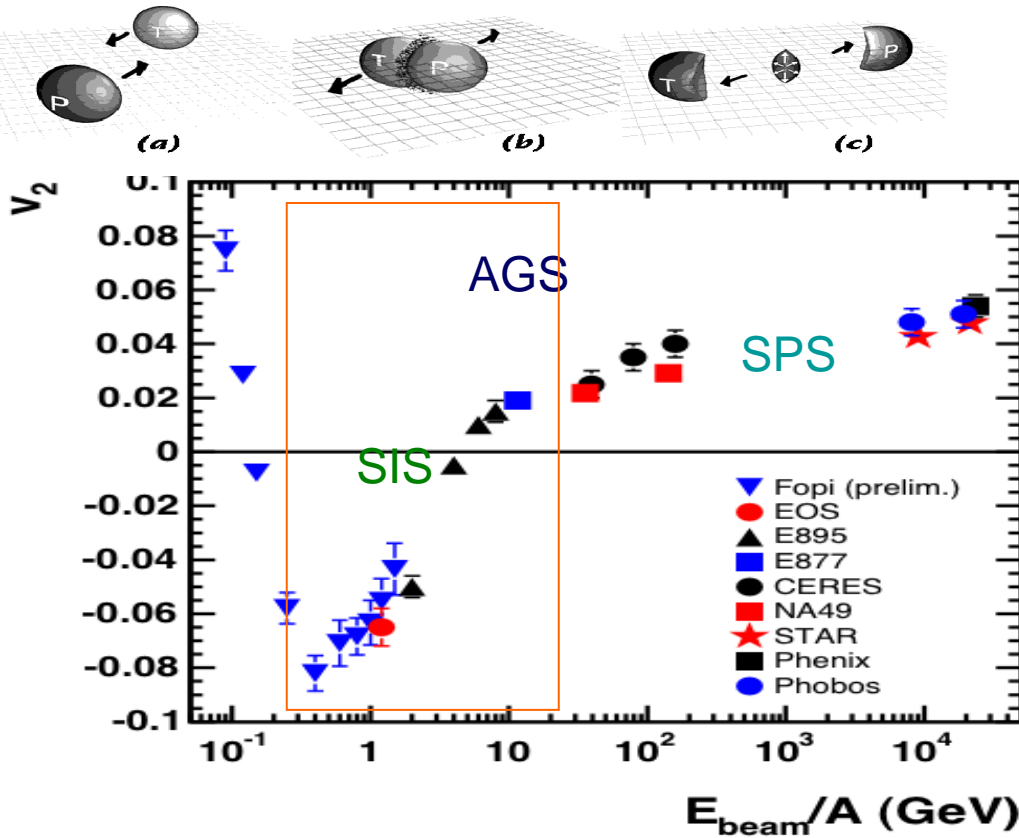 T
P
(a)
T P
(b)
T
P
(c)
V2
0.1
0.08
0.06
0.04
0.02
0
-0.02
-0.04
-0.06
-0.08
-0.1
AGS
SPS
SIS
Fopi (prelim.)
EOS
E895
E877
CERES
NA49
STAR
Phenix
Phobos
10-1 1 10 102 103 104
Ebeam/A (GeV)